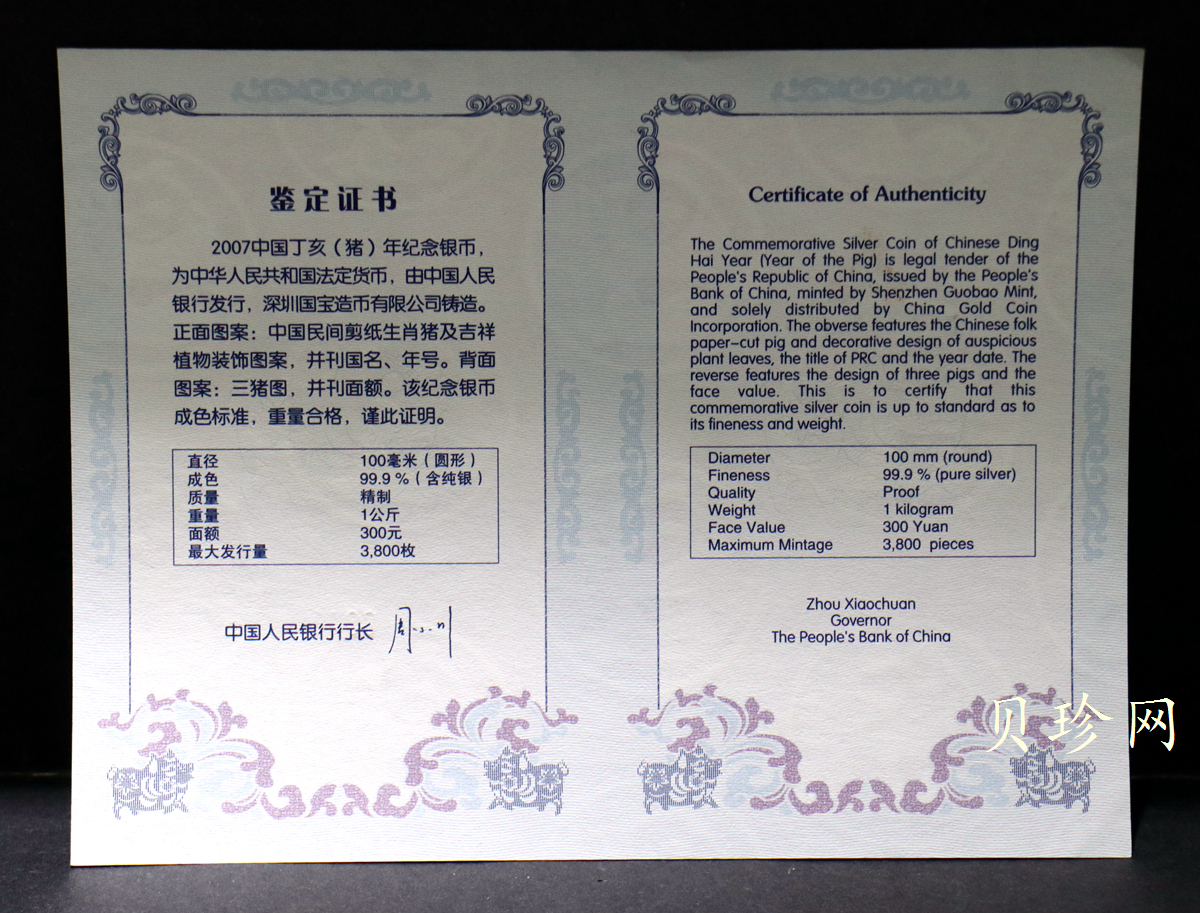 鉴定证书
2007中国丁亥（猪）年纪念银币，
为中华人民共和国法定货币，由中国人民
银行发行，深圳国宝造币有限公司铸造。
正面图案：中国民间剪纸生肖猪及吉祥
植物装饰图案，并刊国名、年号。背面
图案：三猪图，并刊面额。该纪念银币
成色标准，重量合格，谨此证明。
直径 100毫米（圆形）
成色 99.9 %（含纯银）
质量 精制
重量 1公斤
面额 300元
最大发行量 3,800枚
中国人民银行行长 周小川
Certificate of Authenticity
The Commemorative Silver Coin of Chinese Ding
Hai Year (Year of the Pig) is legal tender of the
People's Republic of China, issued by the People's
Bank of China, minted by Shenzhen Guobao Mint,
and solely distributed by China Gold Coin
Incorporation. The obverse features the Chinese folk
paper-cut pig and decorative design of auspicious
plant leaves, the title of PRC and the year date. The
reverse features the design of three pigs and the
face value. This is to certify that this
commemorative silver coin is up to standard as to
its fineness and weight.
Diameter 100 mm (round)
Fineness 99.9 % (pure silver)
Quality Proof
Weight 1 kilogram
Face Value 300 Yuan
Maximum Mintage 3,800 pieces
Zhou Xiaochuan
Governor
The People's Bank of China
贝珍网